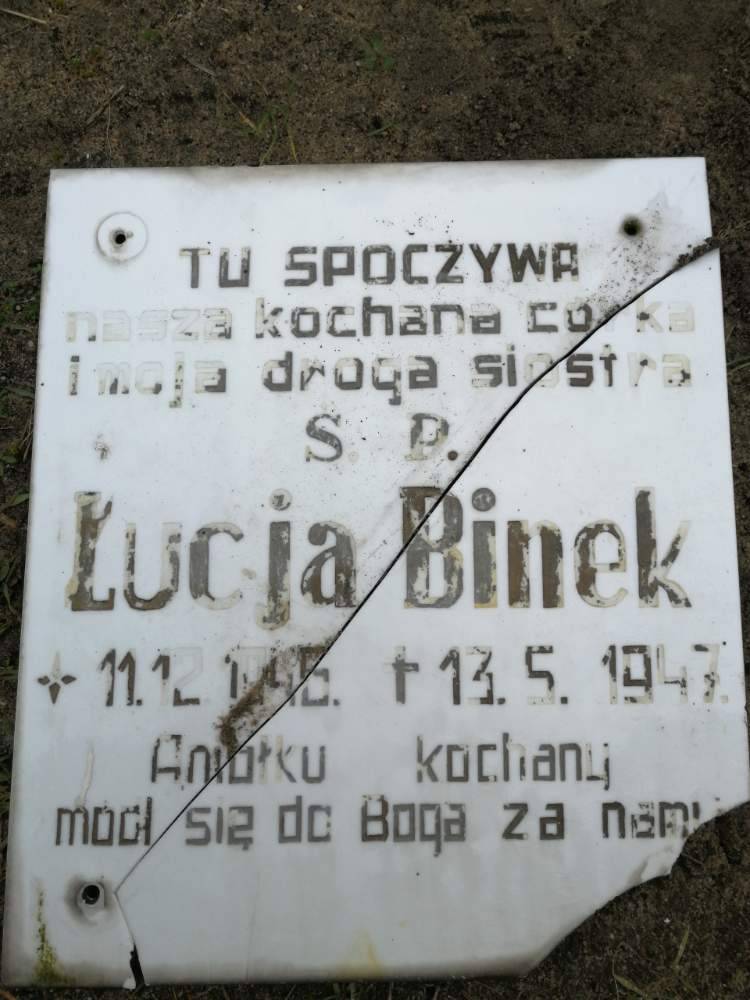 TU SPOCZYWA
nasza kochana córka
i moja droga siostra
Ś. P.
Łucja Binek
11.12.1946. † 13.5.1947.
Aniołku kochany
módl się do Boga za nami